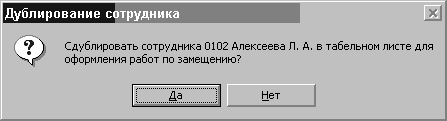 Дублирование сотрудника
Сдублировать сотрудника 0102 Алексеева Л. А. в табельном листе для
оформления работ по замещению?
Да
Нет